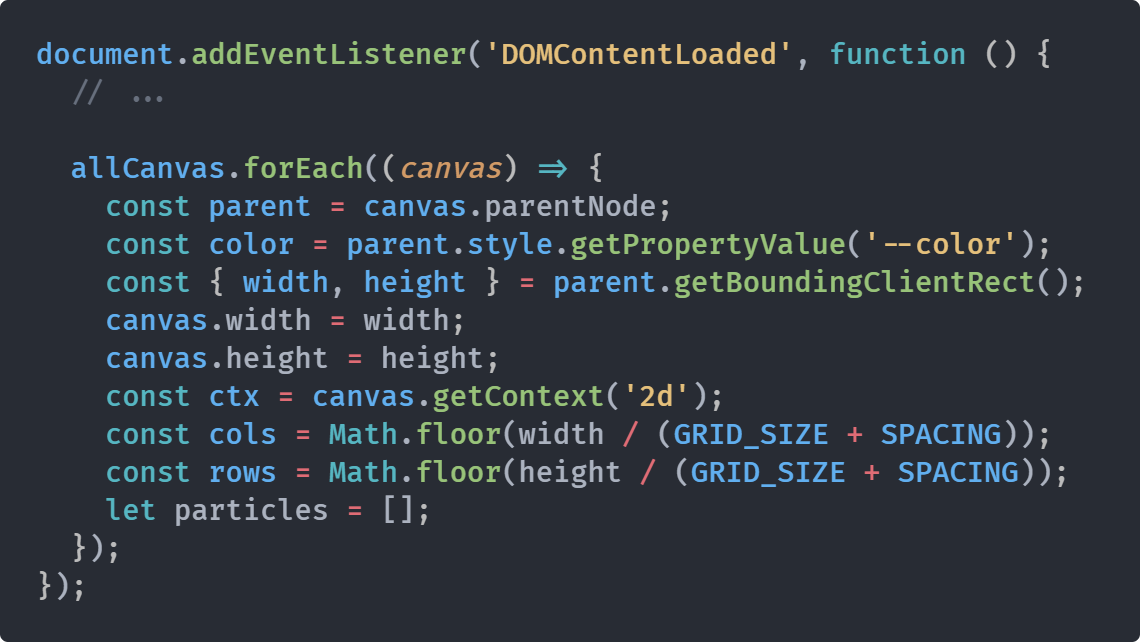 document.addEventListener('DOMContentLoaded', function () {
  // ...

  allCanvas.forEach((canvas) => {
    const parent = canvas.parentNode;
    const color = parent.style.getPropertyValue('--color');
    const { width, height } = parent.getBoundingClientRect();
    canvas.width = width;
    canvas.height = height;
    const ctx = canvas.getContext('2d');
    const cols = Math.floor(width / (GRID_SIZE + SPACING));
    const rows = Math.floor(height / (GRID_SIZE + SPACING));
    let particles = [];
  });
});